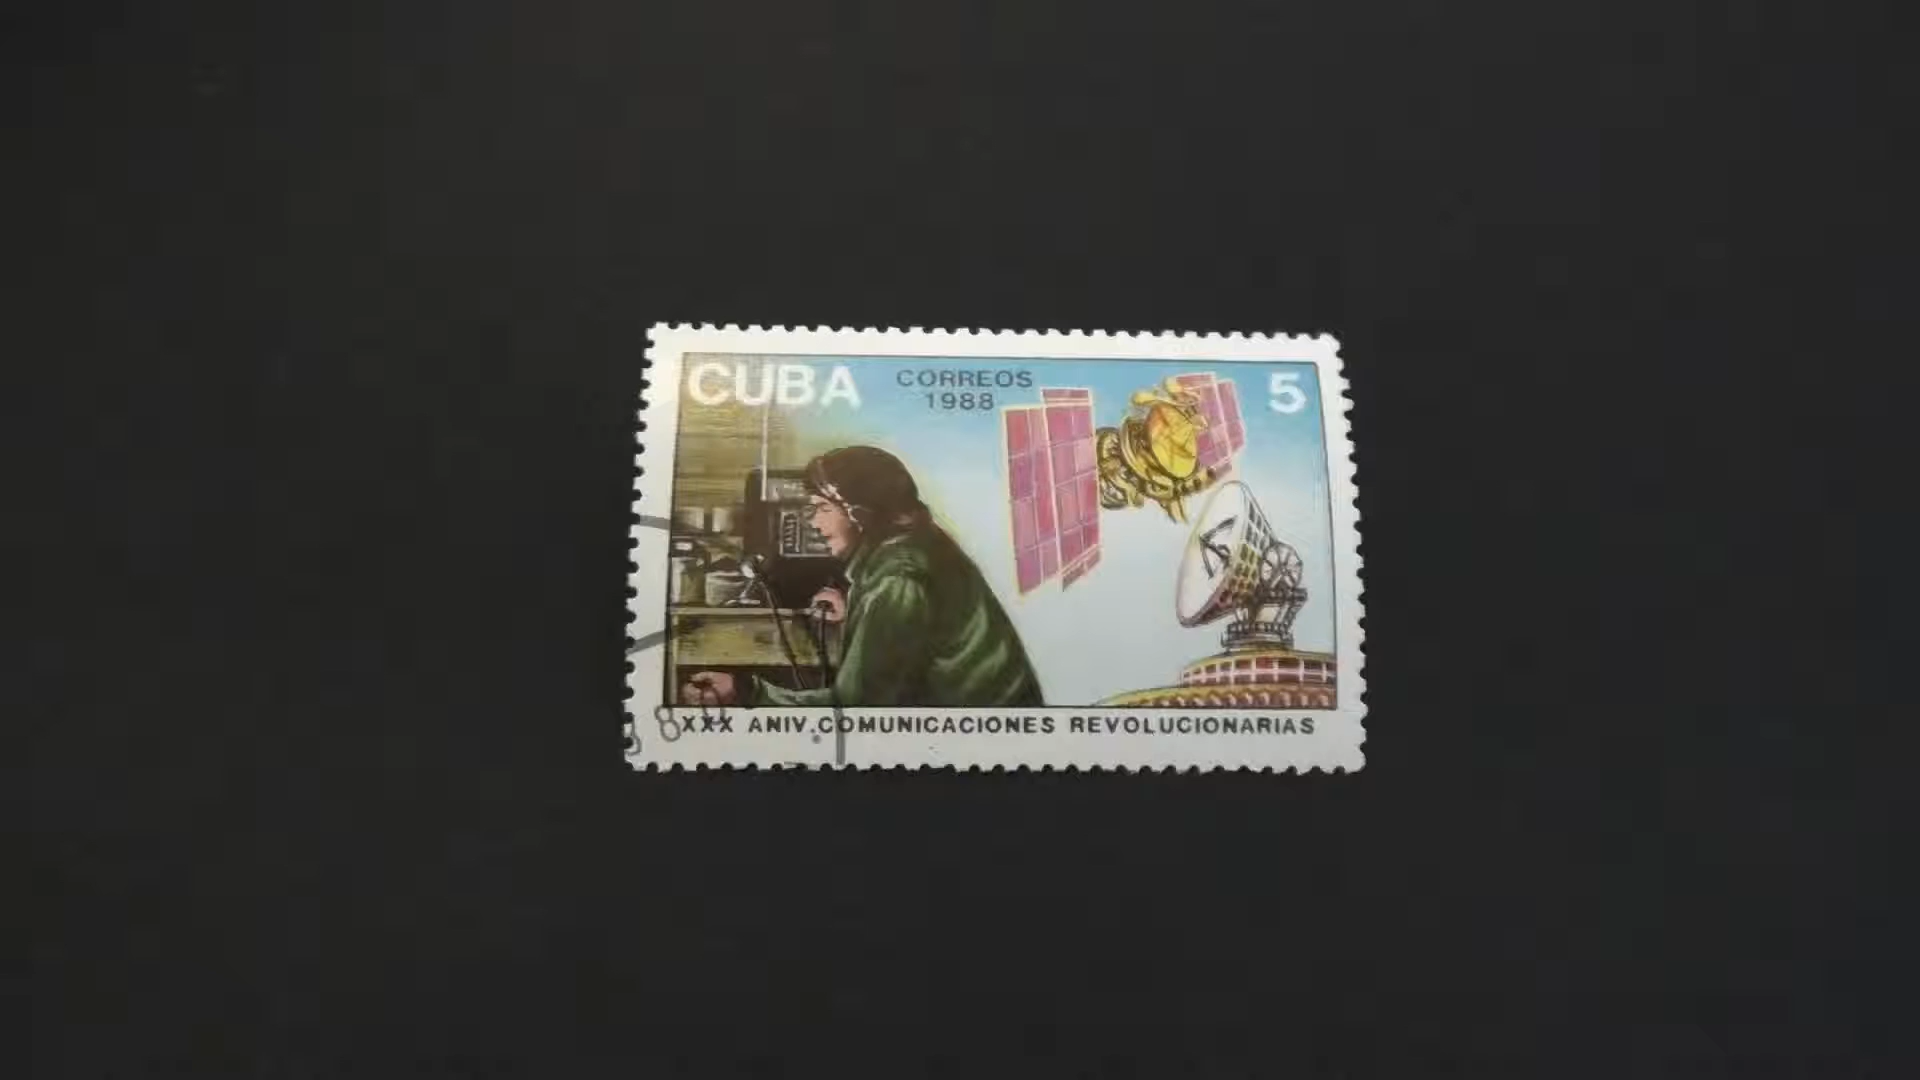 CUBA
CORREOS
1988
5
XXX ANIV. COMUNICACIONES REVOLUCIONARIAS